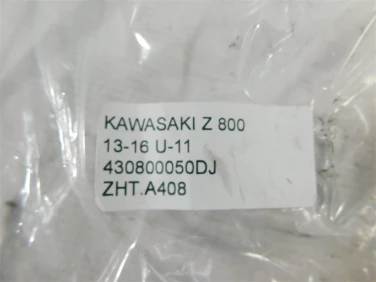 KAWASAKI Z 800
13-16 U-11
430800050DJ
ZHT.A408